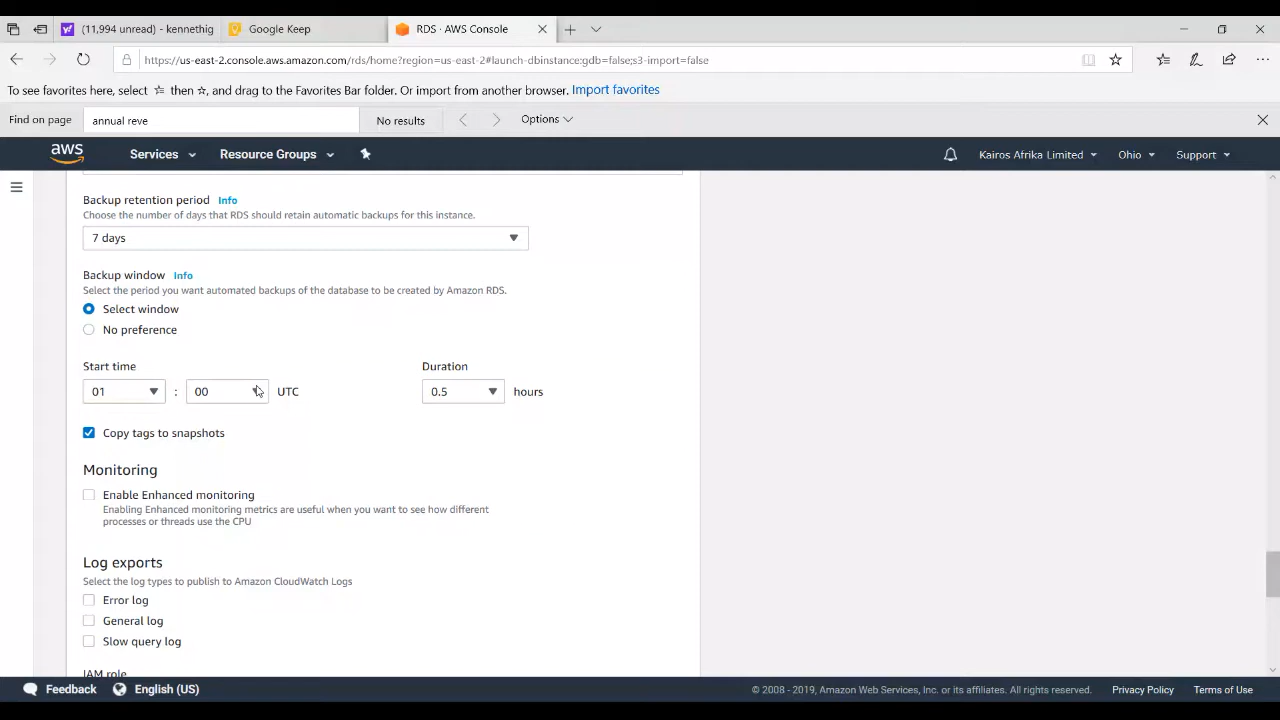 (11,994 unread) - kennethig
Google Keep
RDS · AWS Console
https://us-east-2.console.aws.amazon.com/rds/home?region=us-east-2#launch-dbinstance:gdb=false;s3-import=false
To see favorites here, select then ☆, and drag to the Favorites Bar folder. Or import from another browser. Import favorites
Find on page annual reve No results Options
aws Services Resource Groups Kairos Afrika Limited Ohio Support
Backup retention period Info
Choose the number of days that RDS should retain automatic backups for this instance.
7 days
Backup window Info
Select the period you want automated backups of the database to be created by Amazon RDS.
Select window
No preference
Start time Duration
01 : 00 UTC 0.5 hours
Copy tags to snapshots
Monitoring
Enable Enhanced monitoring
Enabling Enhanced monitoring metrics are useful when you want to see how different
processes or threads use the CPU
Log exports
Select the log types to publish to Amazon CloudWatch Logs
Error log
General log
Slow query log
IAM role
Feedback English (US) © 2008 - 2019, Amazon Web Services, Inc. or its affiliates. All rights reserved. Privacy Policy Terms of Use